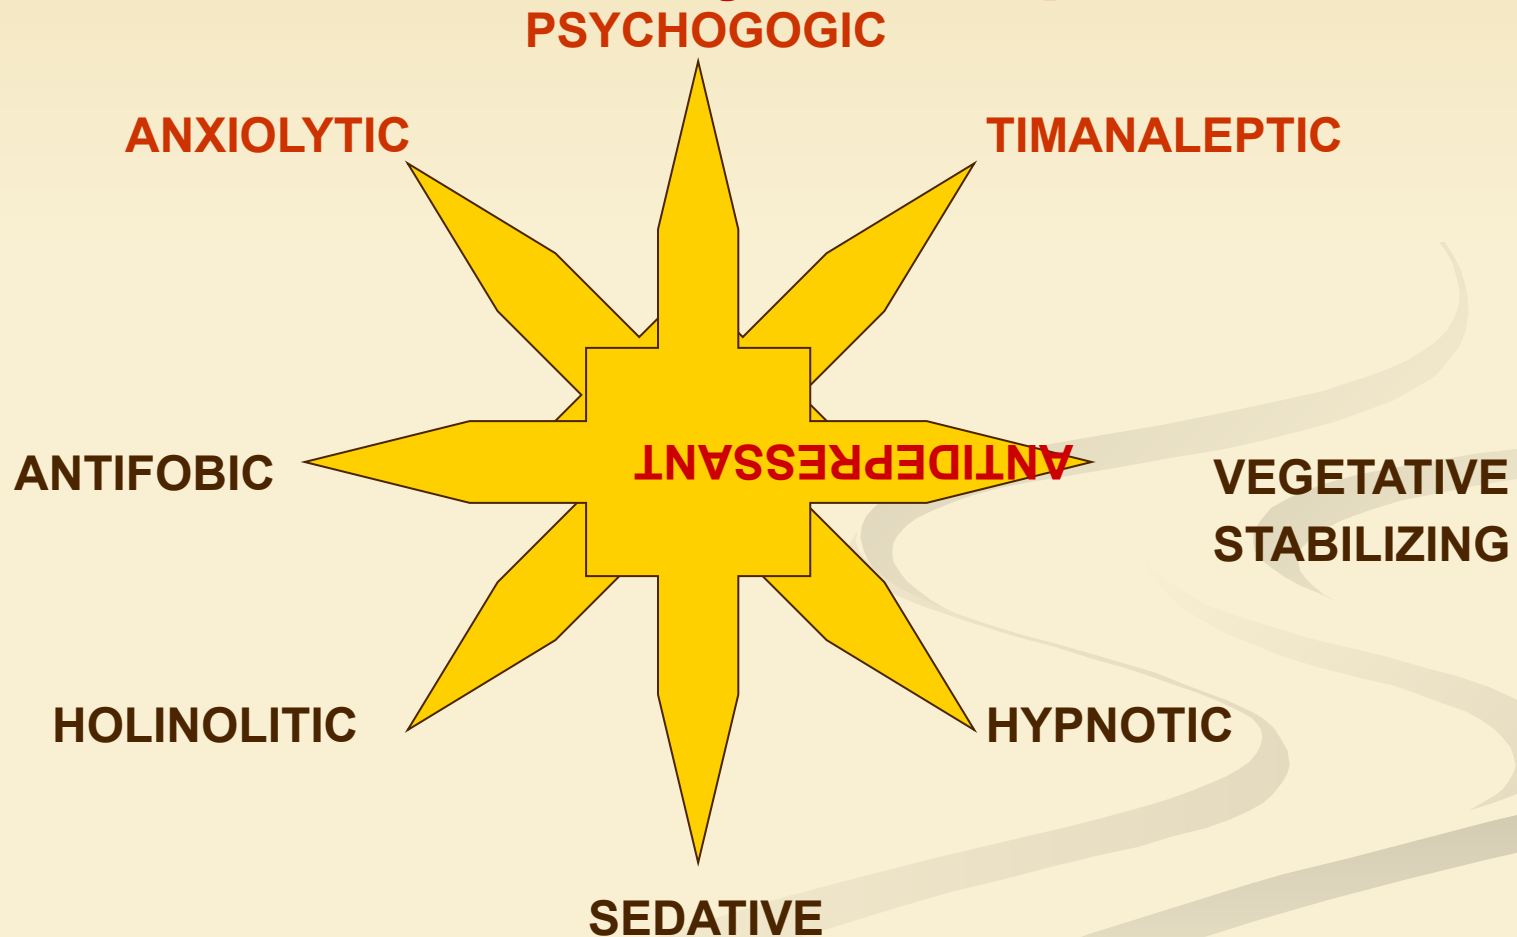 PSYCHOGOGIC
ANXIOLYTIC
TIMANALEPTIC
ANTIDEPRESSANT
ANTIFOBIC
VEGETATIVE
STABILIZING
HOLINOLITIC
HYPNOTIC
SEDATIVE